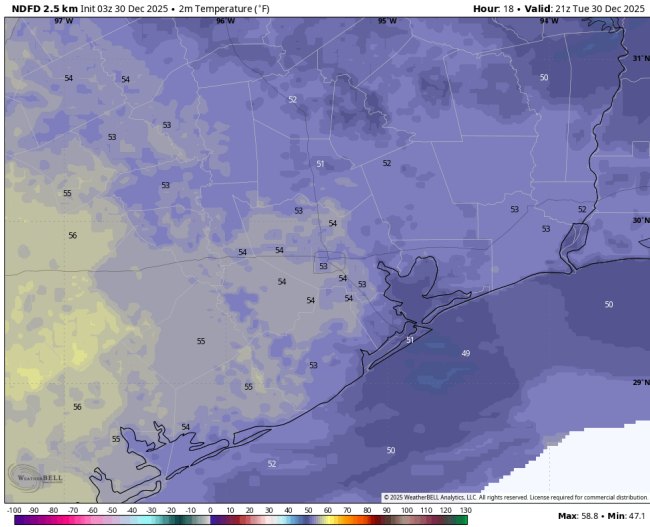 NDFD 2.5 km Init 03z 30 Dec 2025 • 2m Temperature (°F)
Hour: 18 • Valid: 21z Tue 30 Dec 2025
97°W 96°W 95°W 94°W
31°N
54 54 50
52
53 53
51 52
53
55
53 54 53 52
30°N
56 53
54 54
53
54 54 53
54 54
50
55 51
49
53
29°N
55
56
54
55
50
52
WeatherBELL
© 2025 WeatherBELL Analytics, LLC. All rights reserved. License required for commercial distribution.
-100 -90 -80 -70 -60 -50 -40 -30 -20 -10 0 10 20 30 40 50 60 70 80 90 100 110 120 130
Max: 58.8 • Min: 47.1